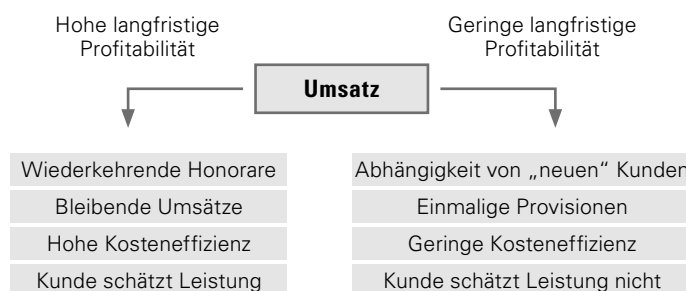 Hohe langfristige
Profitabilität
Geringe langfristige
Profitabilität
Umsatz
Wiederkehrende Honorare
Abhängigkeit von „neuen“ Kunden
Bleibende Umsätze
Einmalige Provisionen
Hohe Kosteneffizienz
Geringe Kosteneffizienz
Kunde schätzt Leistung
Kunde schätzt Leistung nicht